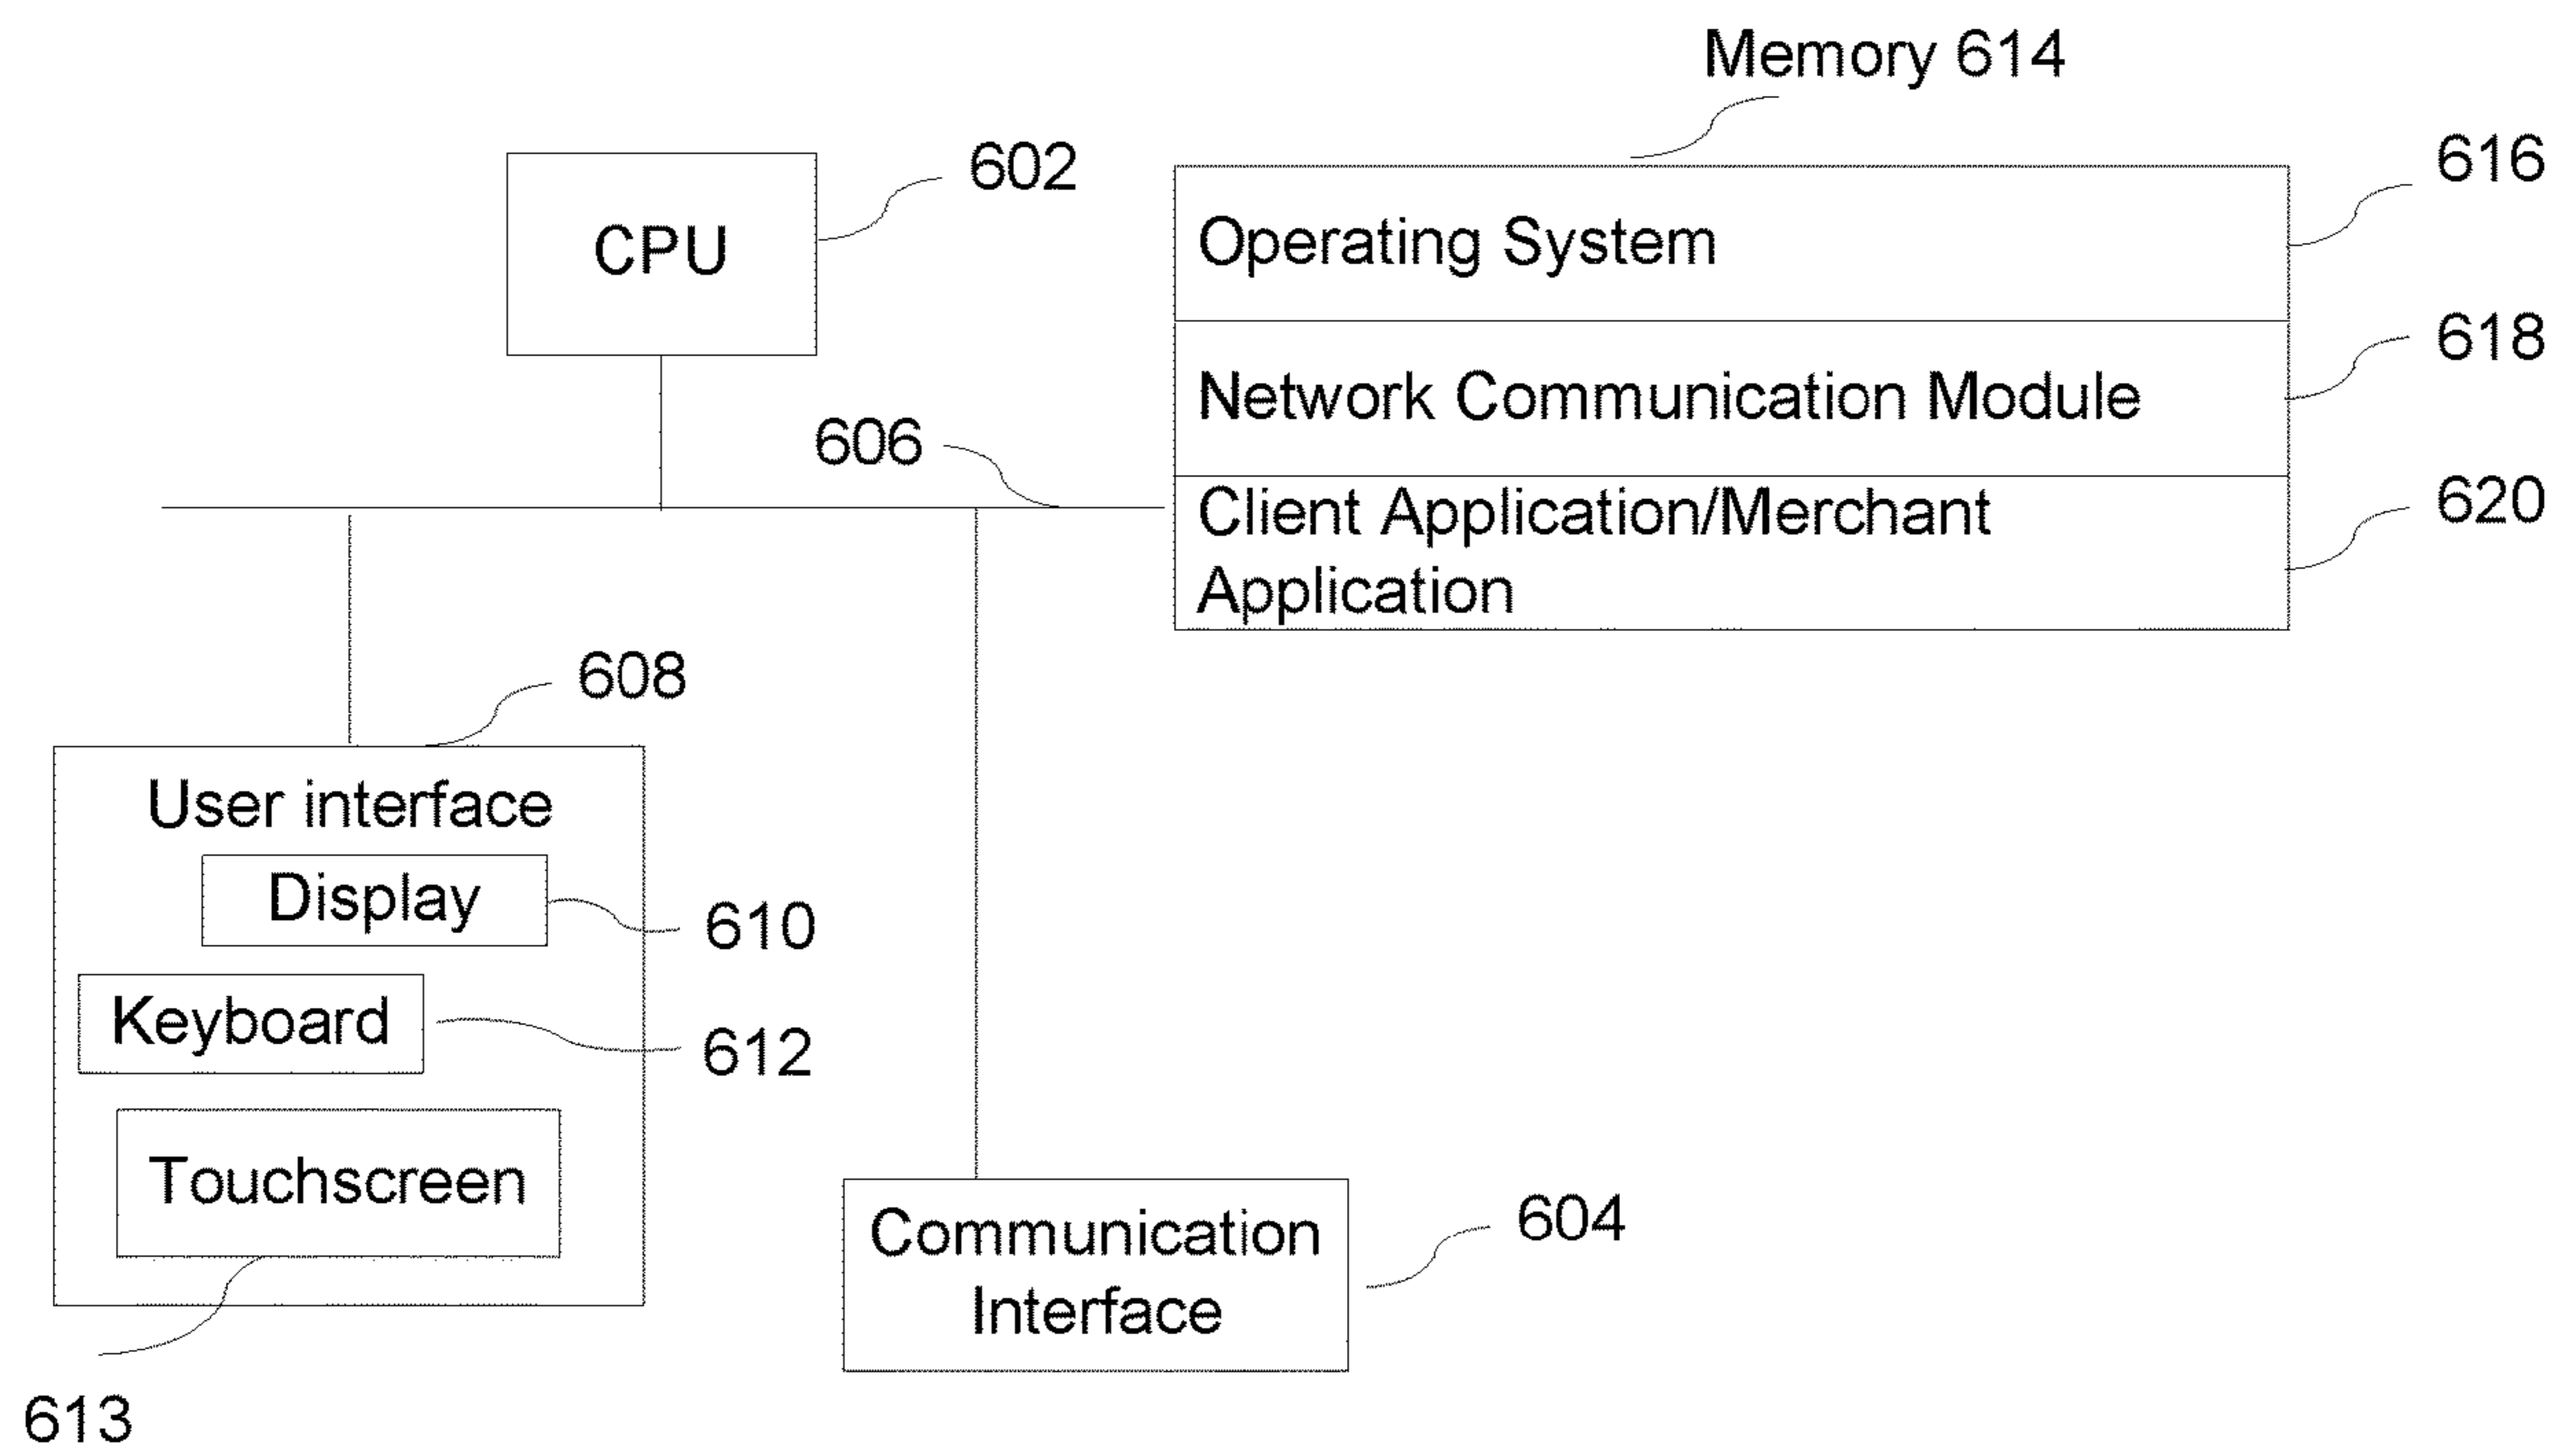 Memory 614
CPU
602
Operating System
616
Network Communication Module
618
606
Client Application/Merchant
Application
620
608
User interface
Display
610
Keyboard
612
Touchscreen
613
Communication
Interface
604